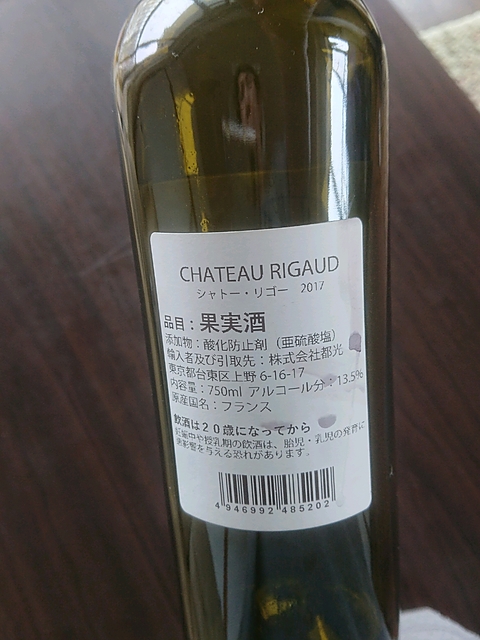 CHATEAU RIGAUD
シャトー・リゴー 2017
品目：果実酒
添加物：酸化防止剤（亜硫酸塩）
輸入者及び引取先：株式会社都光
東京都台東区上野 6-16-17
内容量：750ml アルコール分：13.5%
原産国名：フランス
飲酒は２０歳になってから
妊娠中や授乳期の飲酒は、胎児・乳児の発育に
悪影響を与える恐れがあります。
4 946992 485202